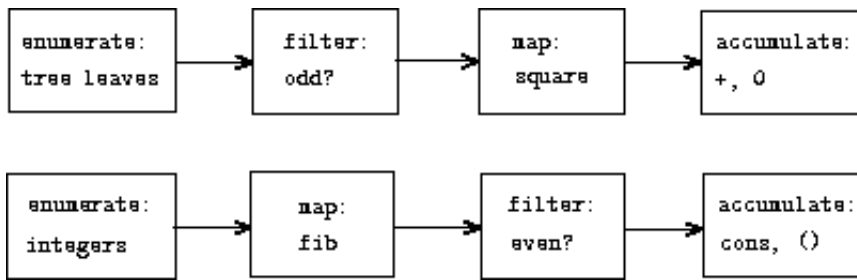 enumerate:
tree leaves
filter:
odd?
map:
square
accumulate:
+, 0
enumerate:
integers
map:
fib
filter:
even?
accumulate:
cons, ()